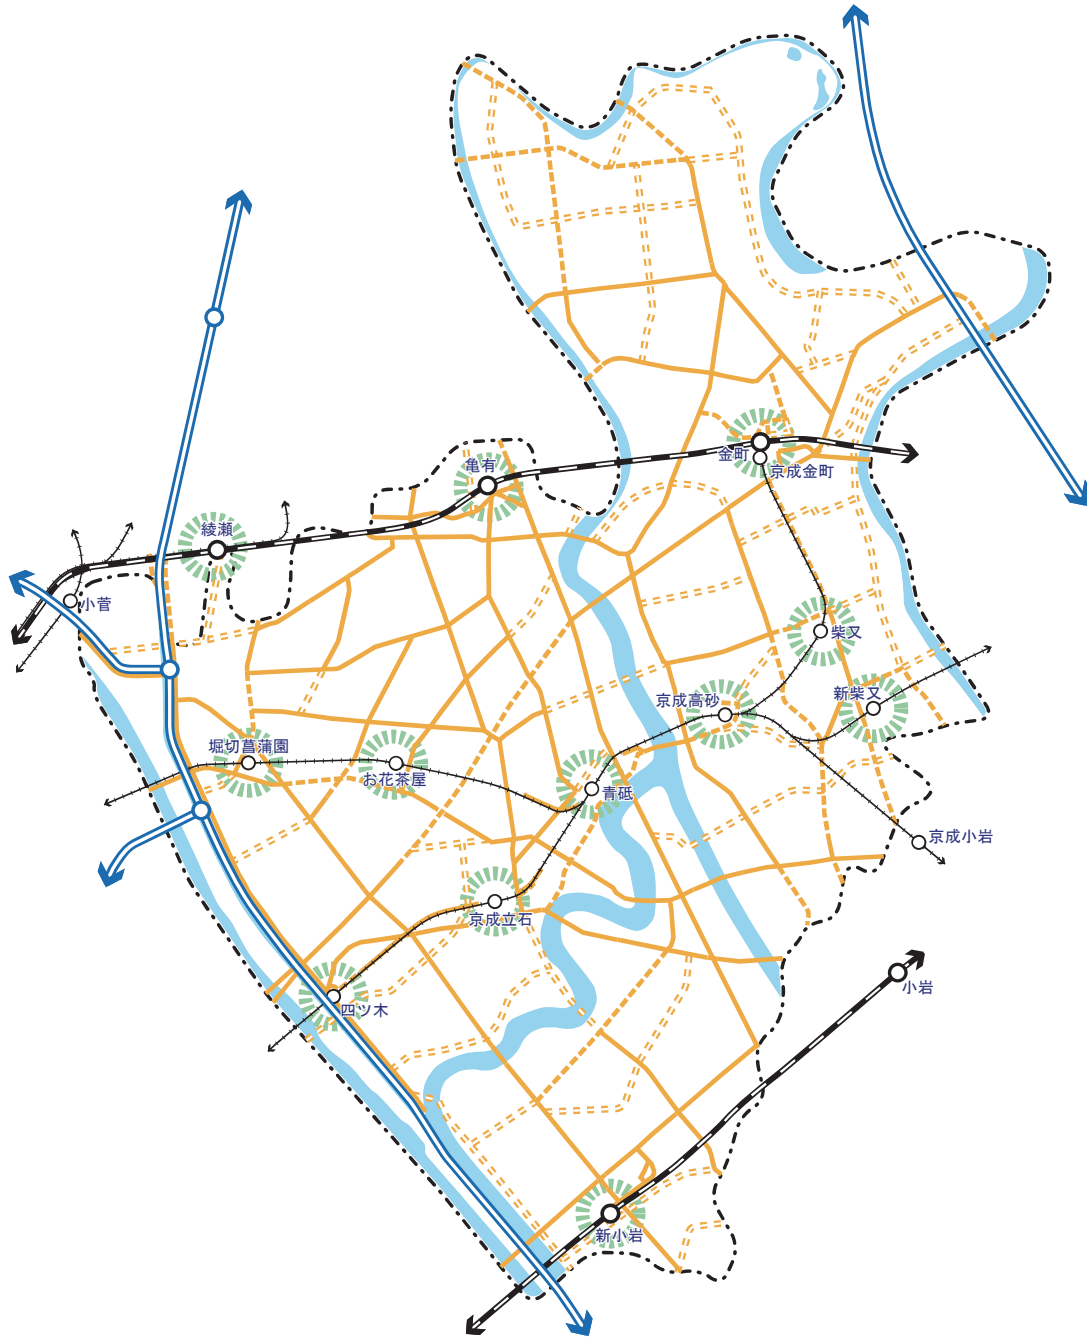 金町
亀有
京成金町
綾瀬
小菅
柴又
新柴又
京成高砂
堀切菖蒲園
お花茶屋
青砥
京成小岩
京成立石
小岩
四ツ木
新小岩